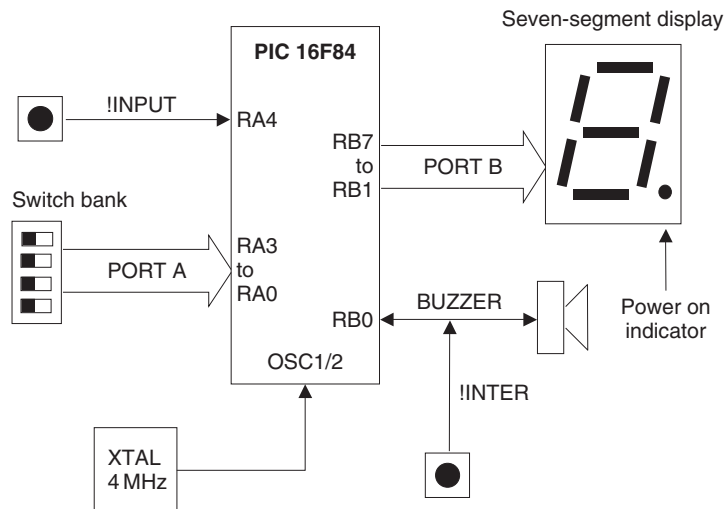 Seven-segment display
PIC 16F84
!INPUT
RA4
RB7
to
RB1
PORT B
Switch bank
RA3
to
RA0
PORT A
RB0
BUZZER
Power on
indicator
OSC1/2
!INTER
XTAL
4 MHz